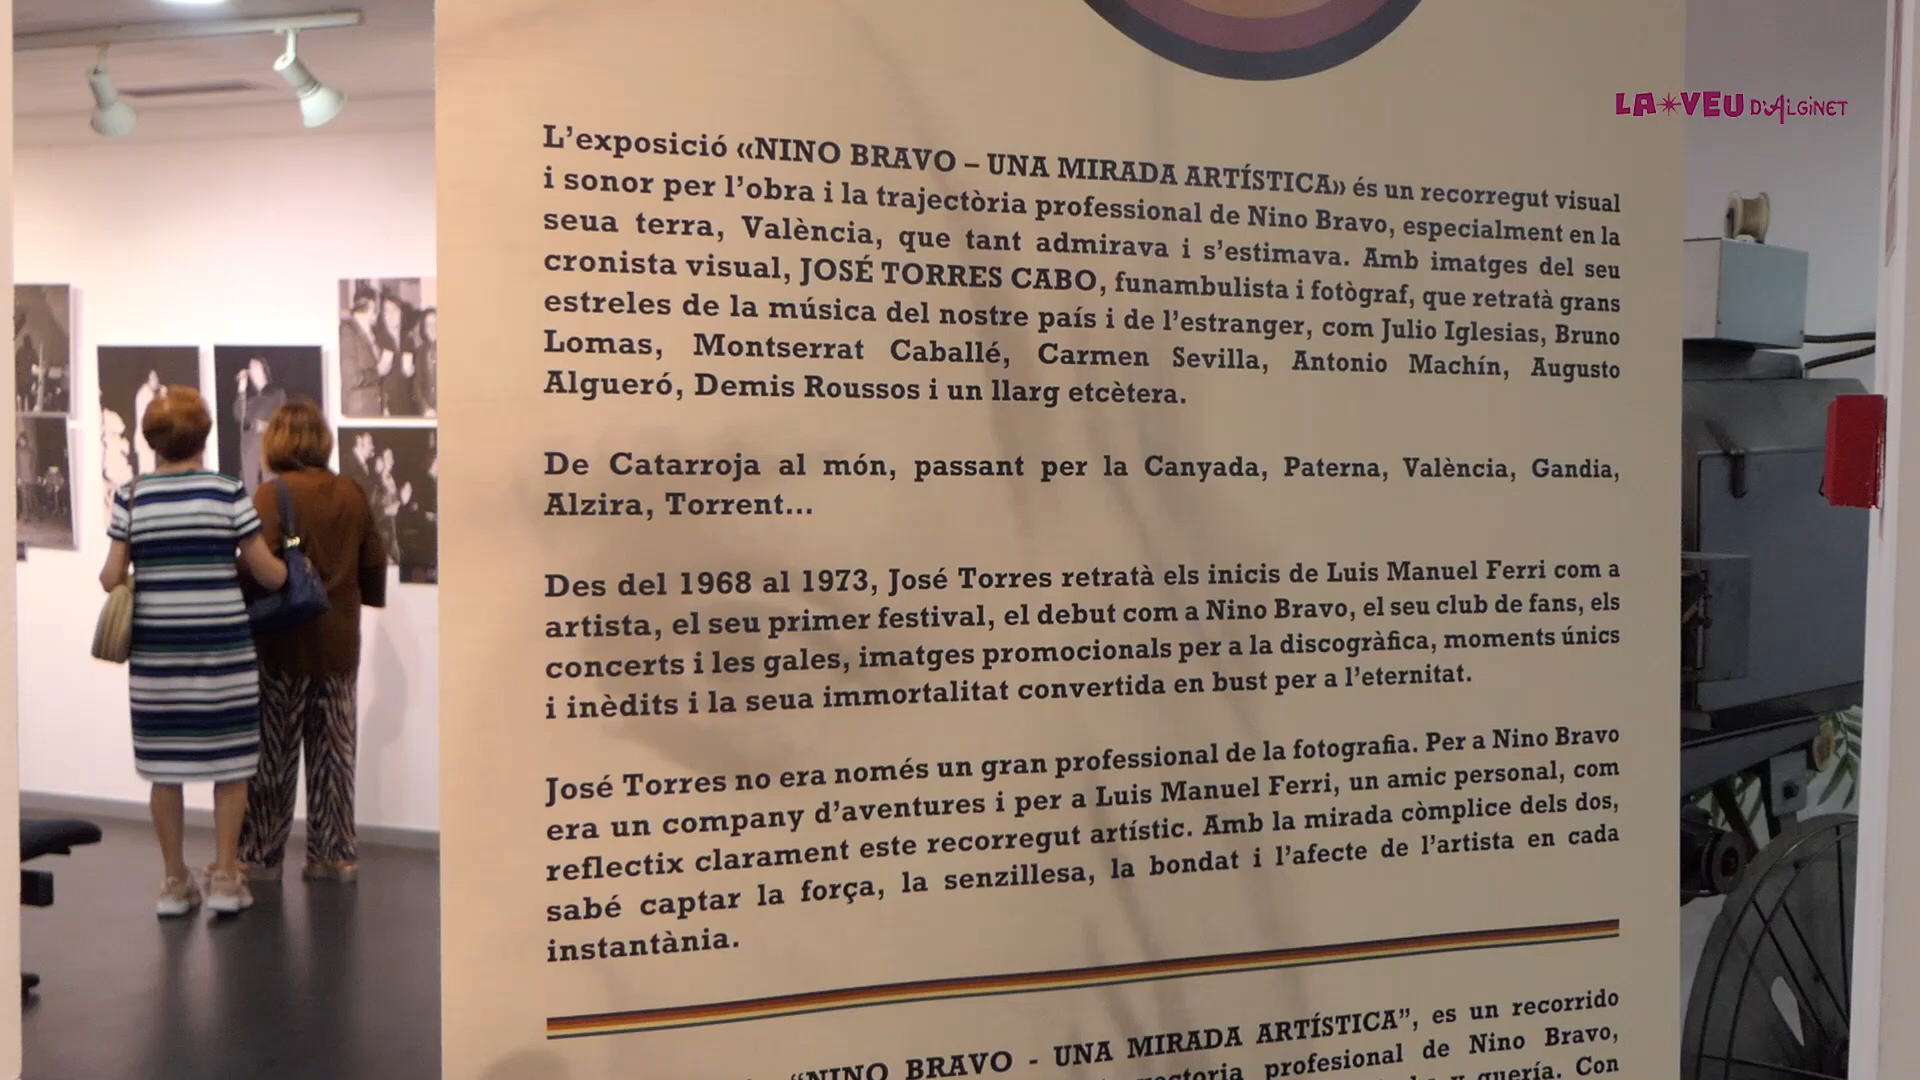 LA VEU D'ALGINET
L'exposició «NINO BRAVO – UNA MIRADA ARTÍSTICA» és un recorregut visual
i sonor per l'obra i la trajectòria professional de Nino Bravo, especialment en la
seua terra, València, que tant admirava i s'estimava. Amb imatges del seu
cronista visual, JOSÉ TORRES CABO, funambulista i fotògraf, que retratà grans
estreles de la música del nostre país i de l'estranger, com Julio Iglesias, Bruno
Lomas, Montserrat Caballé, Carmen Sevilla, Antonio Machín, Augusto
Algueró, Demis Roussos i un llarg etcètera.
De Catarroja al món, passant per la Canyada, Paterna, València, Gandia,
Alzira, Torrent...
Des del 1968 al 1973, José Torres retratà els inicis de Luis Manuel Ferri com a
artista, el seu primer festival, el debut com a Nino Bravo, el seu club de fans, els
concerts i les gales, imatges promocionals per a la discogràfica, moments únics
i inèdits i la seua immortalitat convertida en bust per a l'eternitat.
José Torres no era només un gran professional de la fotografia. Per a Nino Bravo
era un company d'aventures i per a Luis Manuel Ferri, un amic personal, com
reflectix clarament este recorregut artístic. Amb la mirada còmplice dels dos,
sabé captar la força, la senzillesa, la bondat i l'afecte de l'artista en cada
instantània.
“NINO BRAVO - UNA MIRADA ARTÍSTICA”, es un recorrido
profesional de Nino Bravo,
y quería. Con